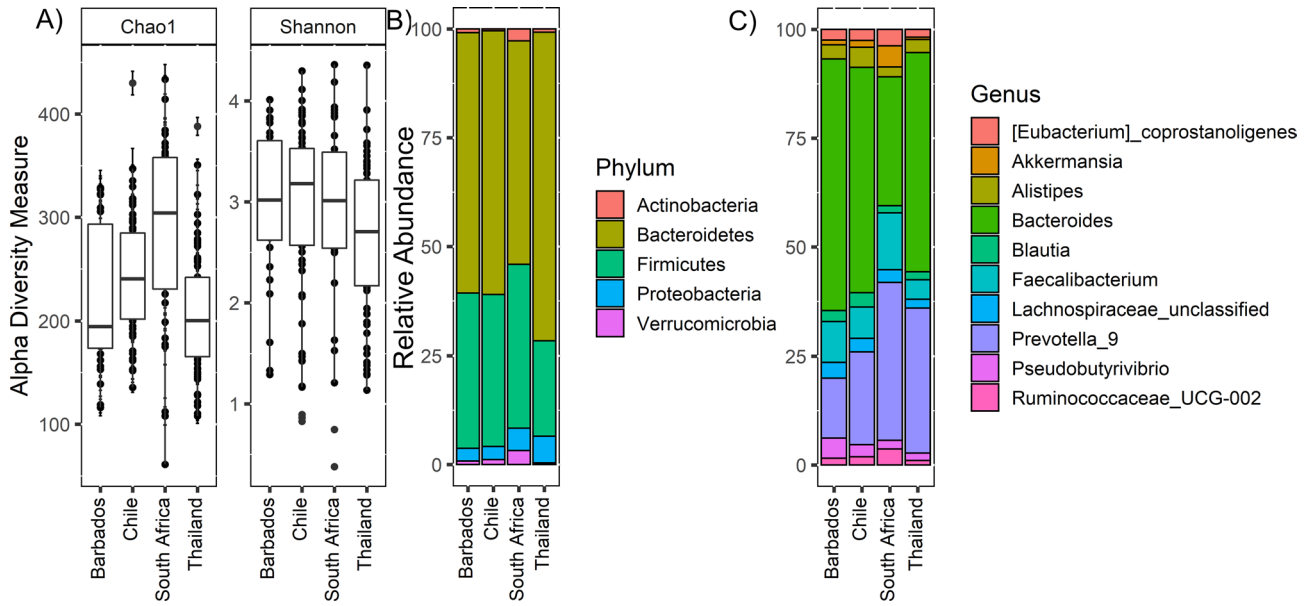 A)
Chao1
Shannon
Alpha Diversity Measure
400
300
200
100
4
3
2
1
Barbados
Chile
South Africa
Thailand
Barbados
Chile
South Africa
Thailand
B)
Relative Abundance
100
75
50
25
0
Barbados
Chile
South Africa
Thailand
Phylum
Actinobacteria
Bacteroidetes
Firmicutes
Proteobacteria
Verrucomicrobia
C)
100
75
50
25
0
Barbados
Chile
South Africa
Thailand
Genus
[Eubacterium]_coprostanoligenes
Akkermansia
Alistipes
Bacteroides
Blautia
Faecalibacterium
Lachnospiraceae_unclassified
Prevotella_9
Pseudobutyrivibrio
Ruminococcaceae_UCG-002